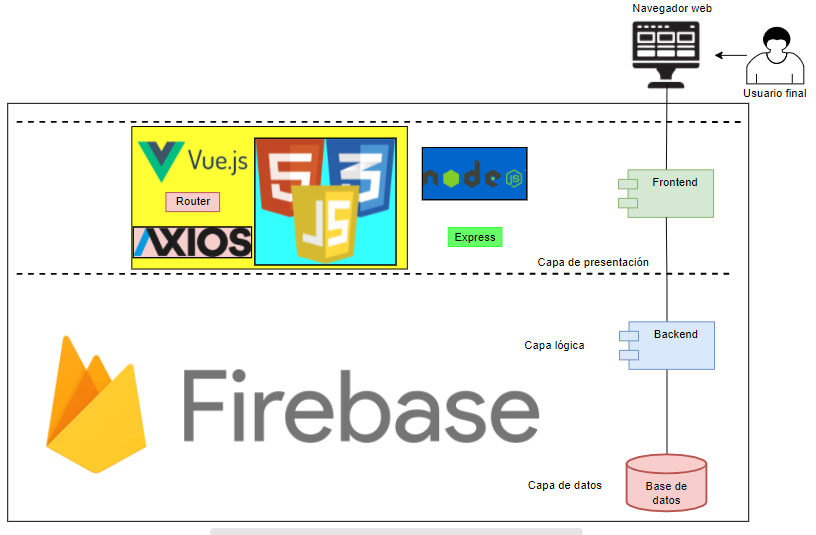 Navegador web
Usuario final
Vue.js
Router
AXIOS
5
3
JS
node
JS
Express
Frontend
Capa de presentación
Capa lógica
Backend
Firebase
Capa de datos
Base de
datos